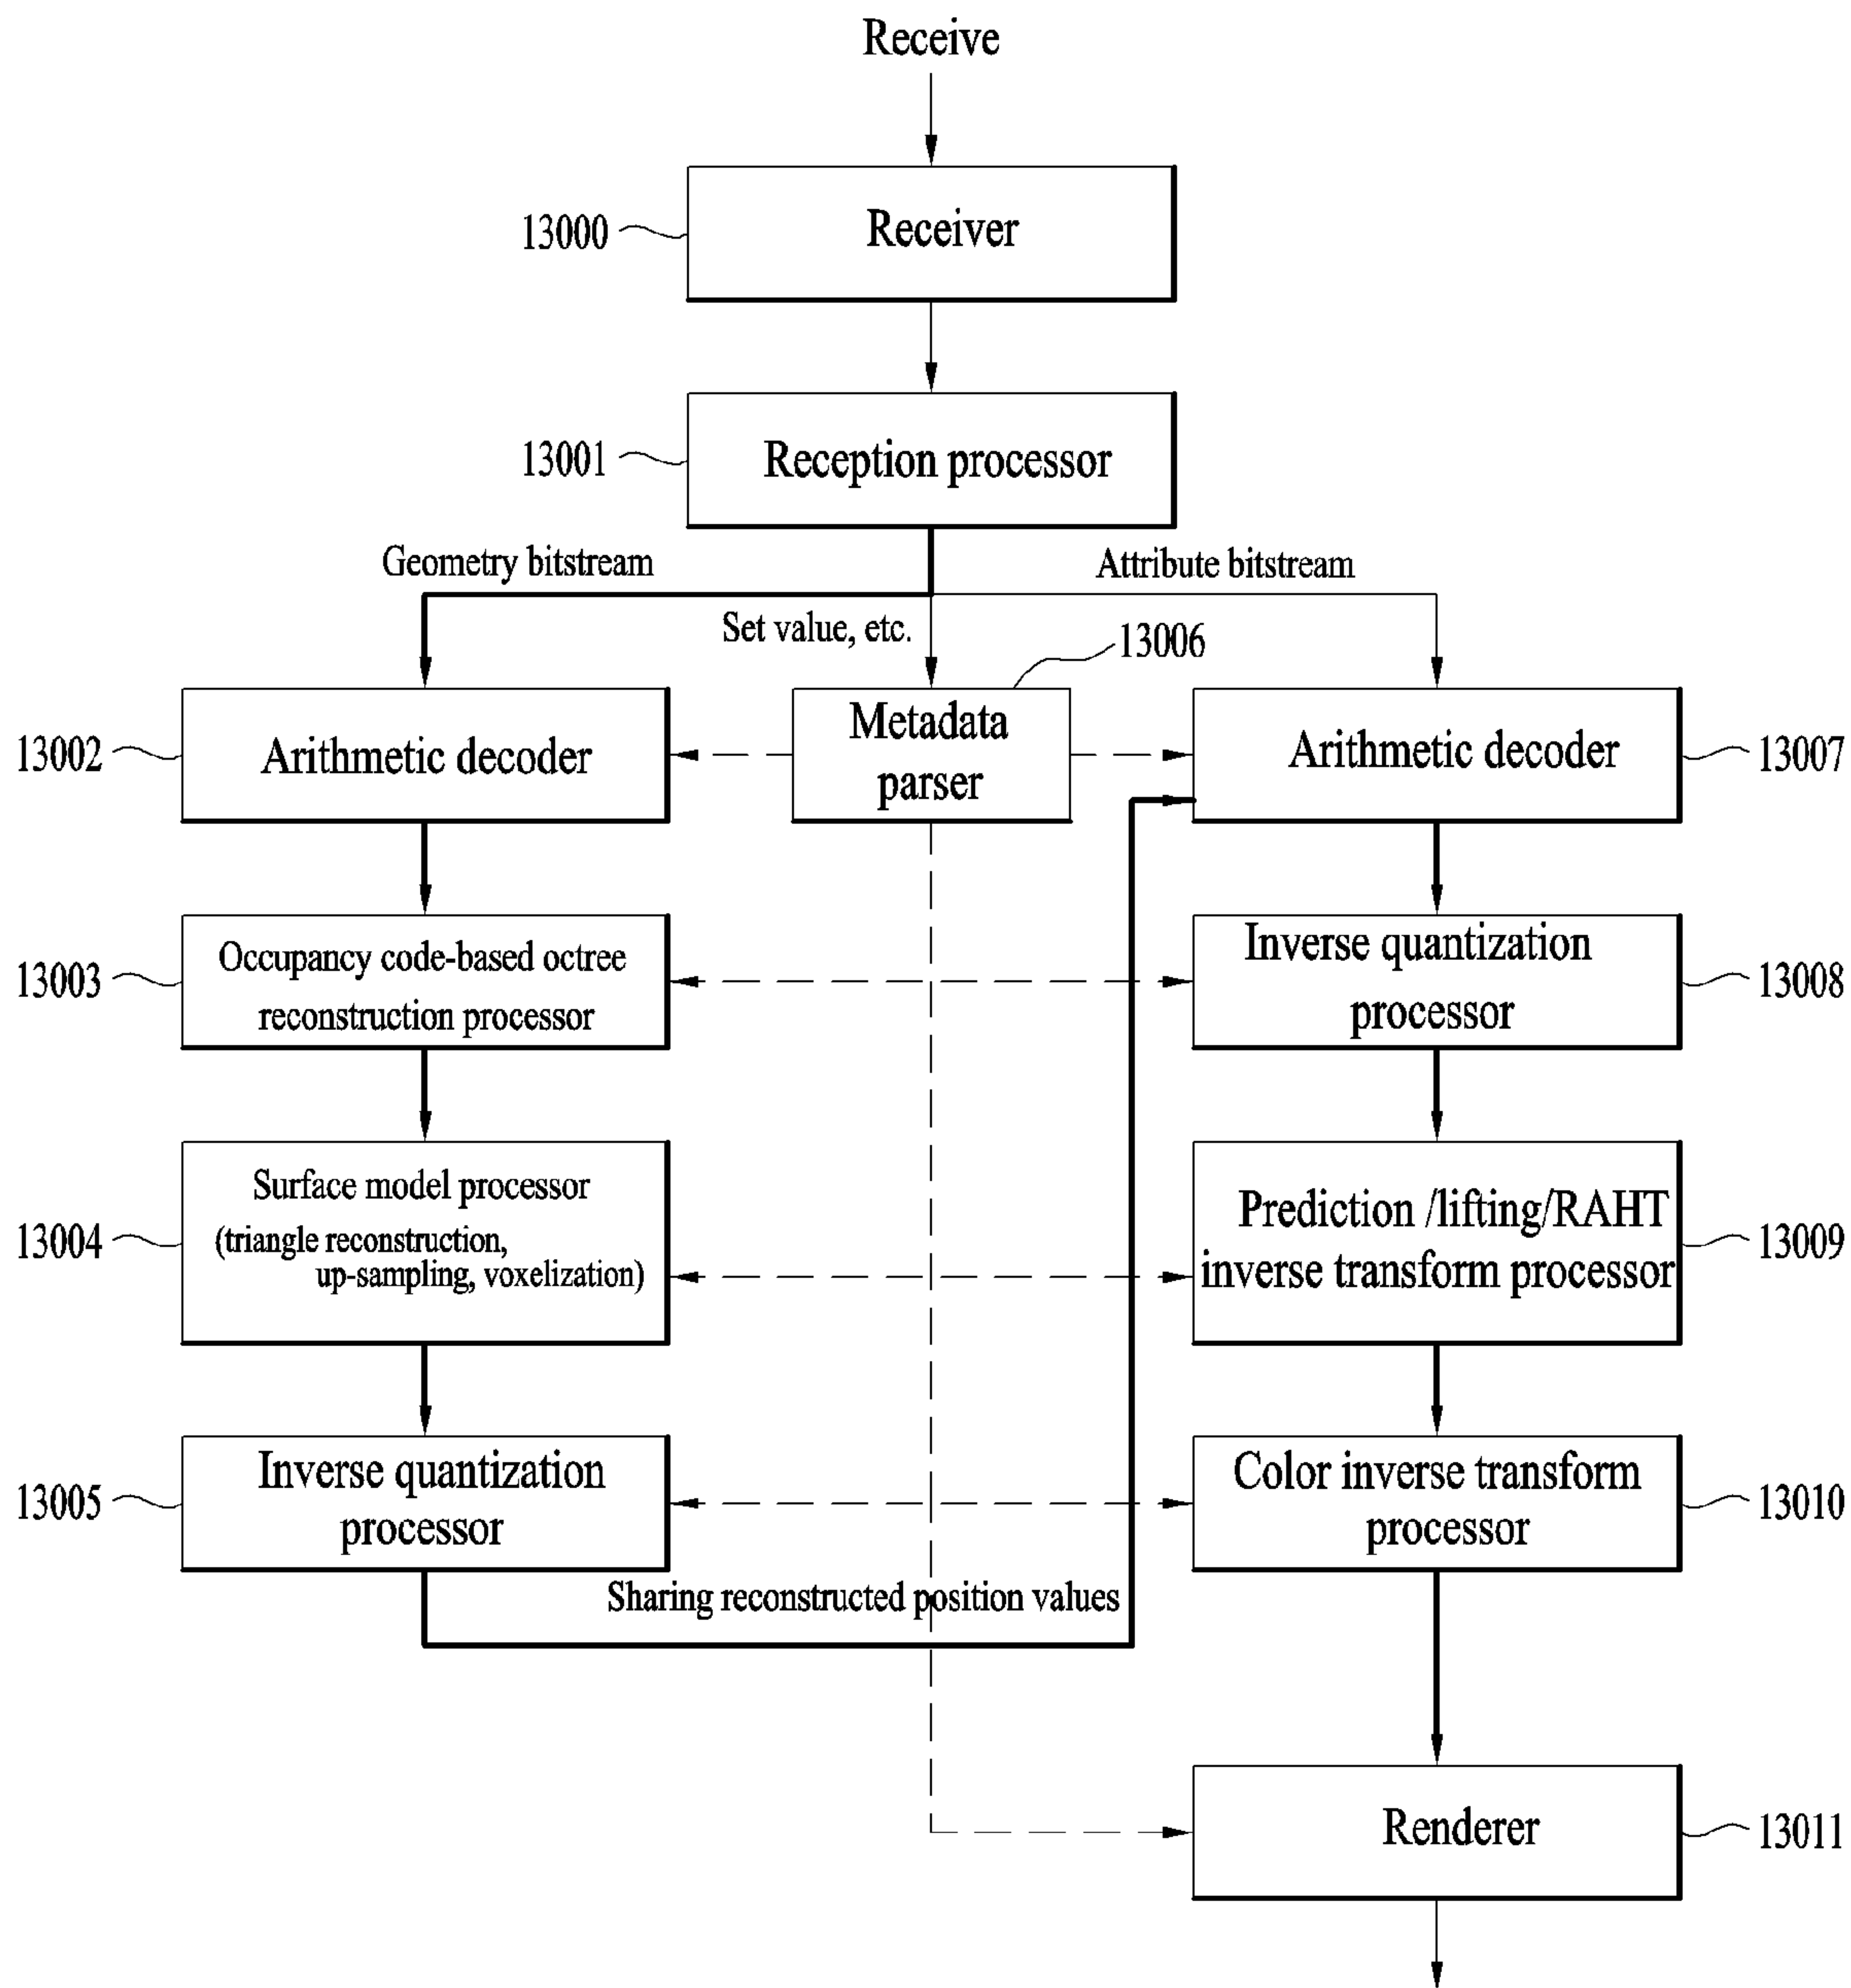 Receive
13000
Receiver
13001
Reception processor
Geometry bitstream
Attribute bitstream
Set value, etc.
13006
13002
Arithmetic decoder
Metadata
parser
Arithmetic decoder
13007
13003
Occupancy code-based octree
reconstruction processor
Inverse quantization
processor
13008
13004
Surface model processor
(triangle reconstruction,
up-sampling, voxelization)
Prediction /lifting/RAHT
inverse transform processor
13009
13005
Inverse quantization
processor
Color inverse transform
processor
13010
Sharing reconstructed position values
Renderer
13011